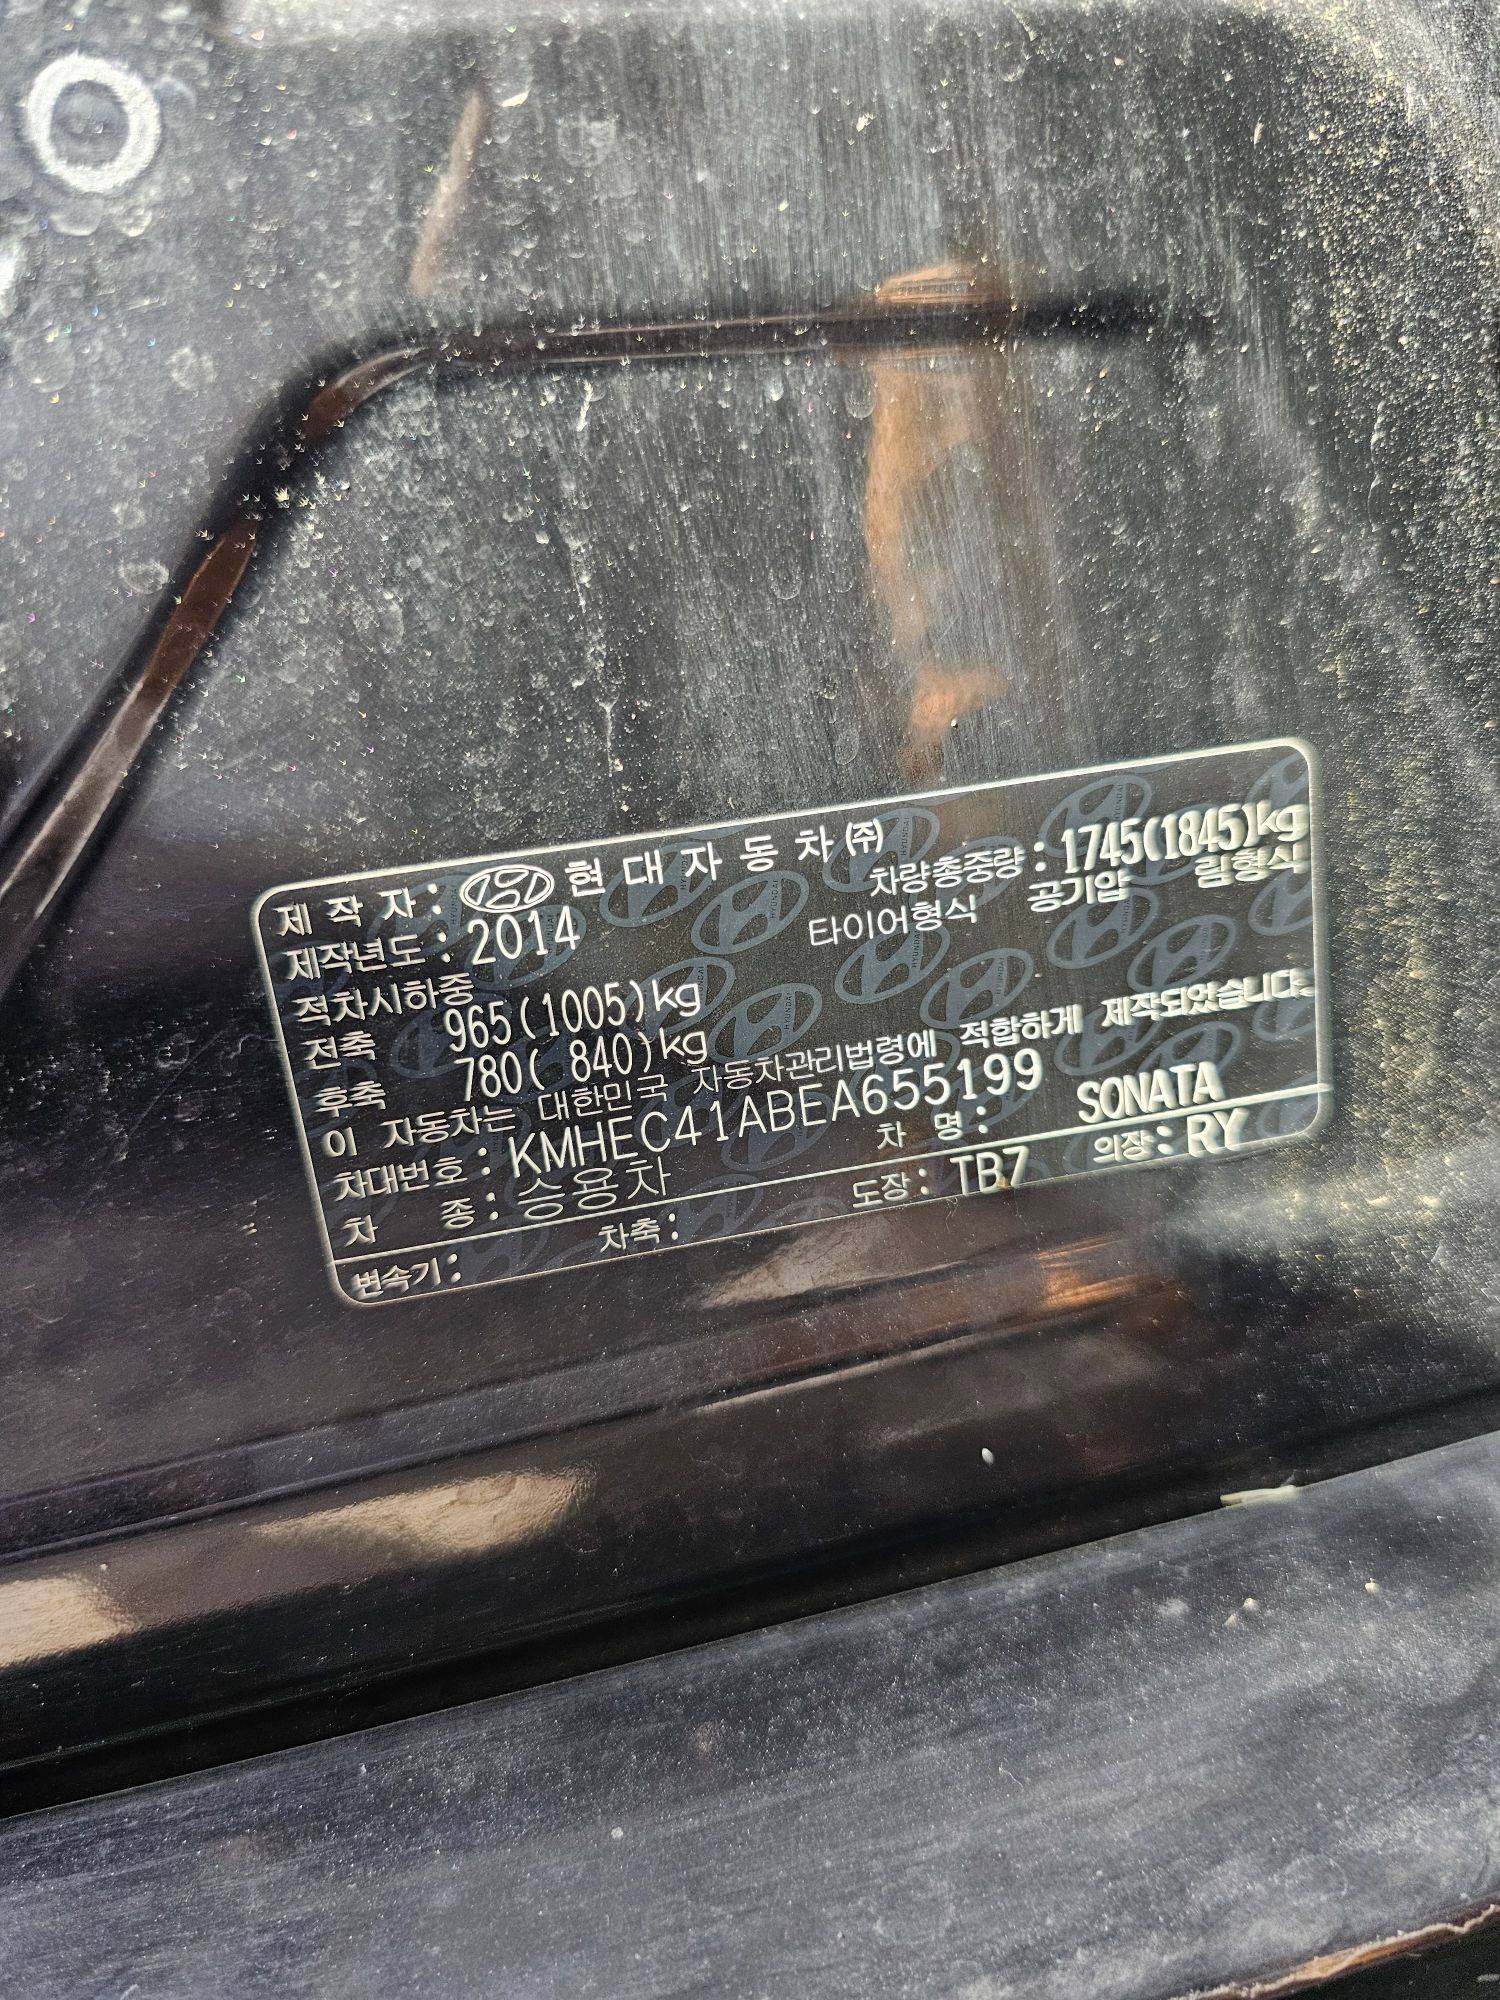 제 작 자 : 현 대 자 동 차 ㈜
제작년도 : 2014 차량총중량 : 1745(1845)kg
적차시하중 타이어형식 공기압 림형식
전축 965(1005)kg
후축 780( 840)kg
이 자동차는 대한민국 자동차관리법령에 적합하게 제작되었습니다.
차대번호 : KMHEC41ABEA655199
차 종 : 승용차 차 명 : SONATA
변속기 : 차축 : 도장 : TB7 의장 : RY